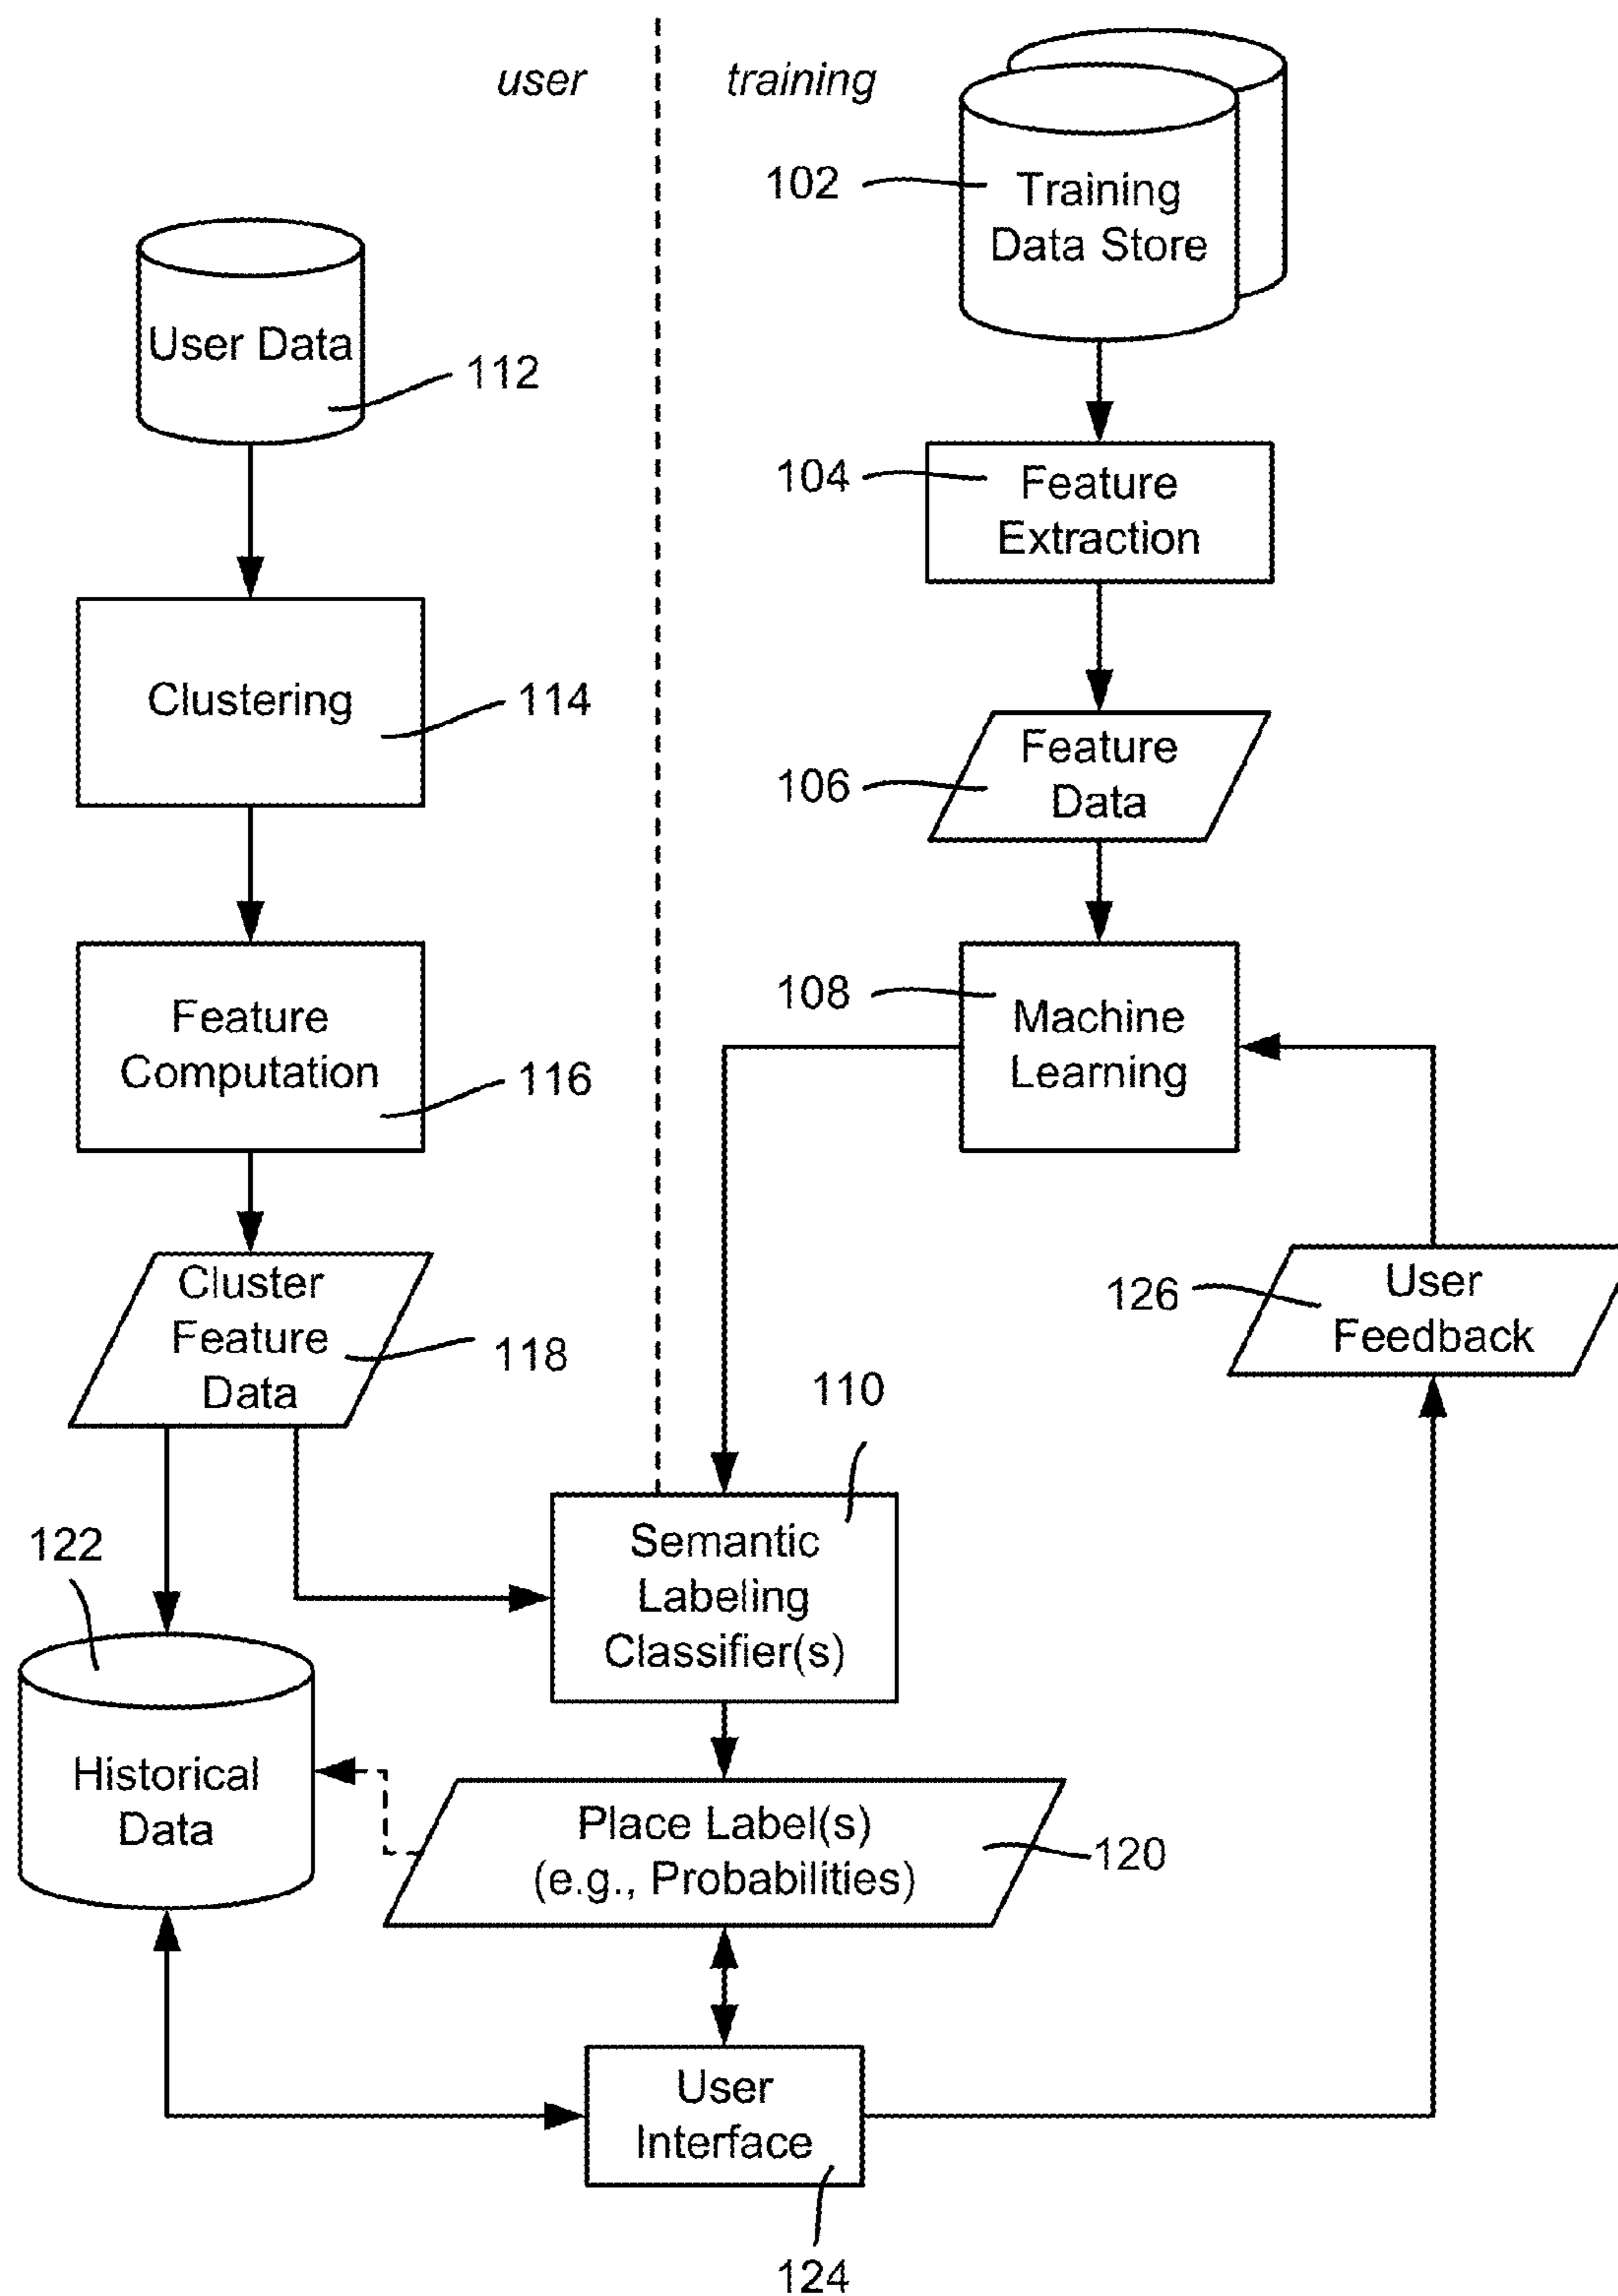 user
training
102
Training
Data Store
User Data
112
104
Feature
Extraction
Clustering
114
106
Feature
Data
Feature
Computation
116
108
Machine
Learning
Cluster
Feature
Data
118
126
User
Feedback
110
122
Semantic
Labeling
Classifier(s)
Historical
Data
Place Label(s)
(e.g., Probabilities)
120
User
Interface
124